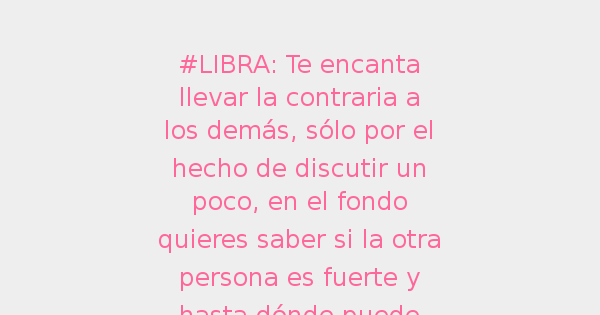 #LIBRA: Te encanta
llevar la contraria a
los demás, sólo por el
hecho de discutir un
poco, en el fondo
quieres saber si la otra
persona es fuerte y
hasta dónde puede